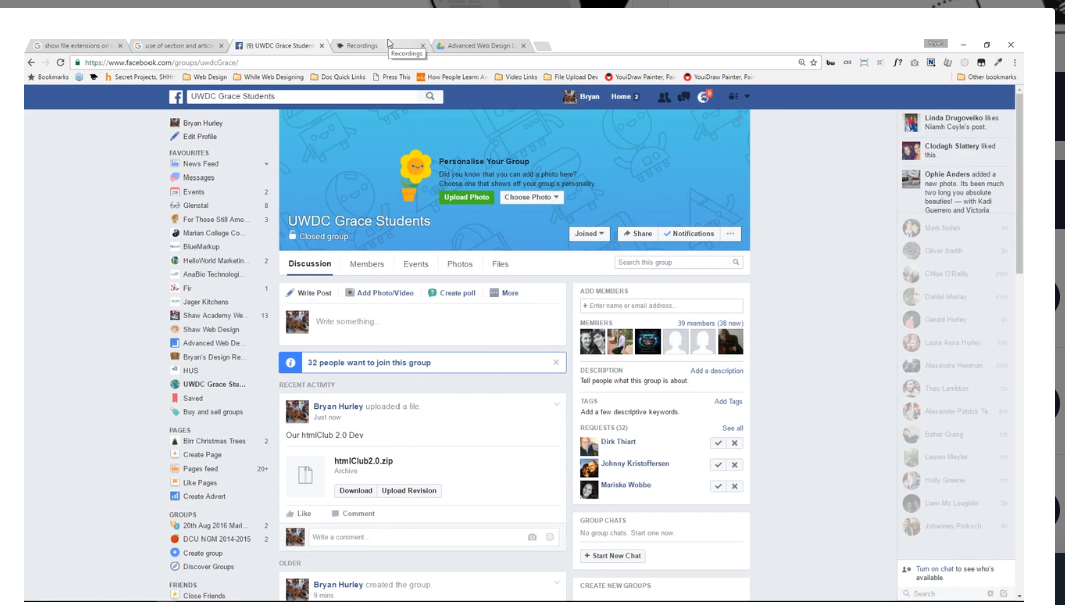 show file extensions on
use of section and article
(9) UWDC Grace Student
Recordings
Advanced Web Design L
Recordings
https://www.facebook.com/groups/uwdcGrace/
Bookmarks
Secret Projects, SHHH
Web Design
While Web Designing
Doc Quick Links
Press This
How People Learn: A
Video Links
File Upload Dev
YouiDraw Painter, Pai
YouiDraw Painter, Pai
Other bookmarks
UWDC Grace Students
Bryan
Home 2
Bryan Hurley
Edit Profile
FAVOURITES
News Feed
Messages
Events 2
Glenstal 8
For Those Still Amo... 3
Marian College Co...
BlueMarkup
HelloWorld Marketin... 2
AnaBio Technologi...
Fir 1
Jager Kitchens
Shaw Academy We... 13
Shaw Web Design
Advanced Web De...
Bryan's Design Re...
HUS
UWDC Grace Stu...
Saved
Buy and sell groups
PAGES
Birr Christmas Trees 2
Create Page
Pages feed 20+
Like Pages
Create Advert
GROUPS
20th Aug 2016 Marl... 2
DCU NGM 2014-2015 2
Create group
Discover Groups
FRIENDS
Close Friends
Personalise Your Group
Did you know that you can add a photo here?
Choose one that shows off your group's personality.
Upload Photo
Choose Photo
UWDC Grace Students
Closed group
Joined
Share
Notifications
Discussion
Members
Events
Photos
Files
Search this group
Write Post
Add Photo/Video
Create poll
More
Write something...
32 people want to join this group
RECENT ACTIVITY
Bryan Hurley uploaded a file.
Just now
Our htmlClub 2.0 Dev
htmlClub2.0.zip
Archive
Download
Upload Revision
Like
Comment
Write a comment...
OLDER
Bryan Hurley created the group.
9 mins
ADD MEMBERS
+ Enter name or email address...
MEMBERS
39 members (38 new)
DESCRIPTION
Add a description
Tell people what this group is about.
TAGS
Add Tags
Add a few descriptive keywords.
REQUESTS (32)
See all
Dirk Thiart
Johnny Kristoffersen
Mariska Wobbe
GROUP CHATS
No group chats. Start one now.
+ Start New Chat
CREATE NEW GROUPS
Linda Drugoveiko likes
Niamh Coyle's post.
Clodagh Slattery liked
this.
Ophie Anders added a
new photo. Its been much
two long you absolute
beauties! — with Kadi
Guerrero and Victoria
Mark Nolan
Oliver Smith
Chloe O'Reilly
Daniel Murray
Gerald Hurley
Laura Anna Hurley
Alexandra Heisman
Theo Lambton
Alexander Patrick Te
Baher Orang
Lauren Meyler
Holly Greene
Liam Mc Loughlin
Johannes Pinksch
Turn on chat to see who's
available.
Search